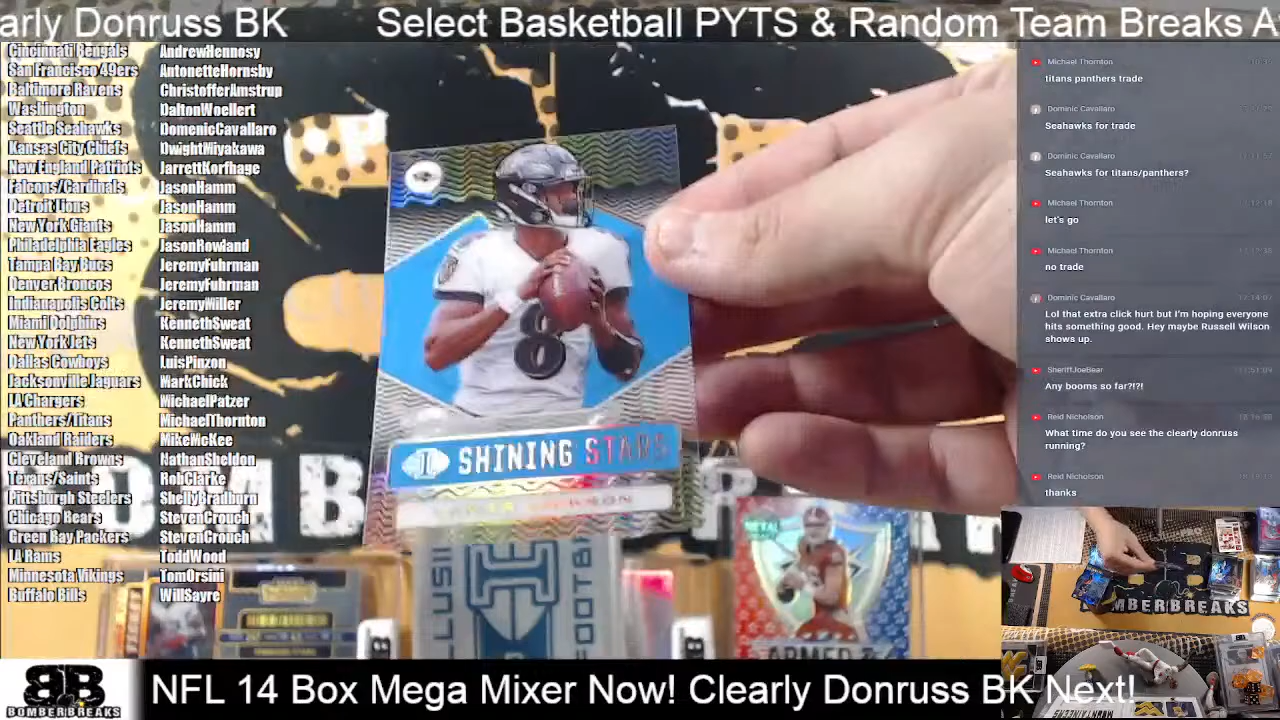 arly Donruss BK Select Basketball PYTS & Random Team Breaks A
Cincinnati Bengals AndrewHennosy
San Francisco 49ers AntonetteHornsby
Baltimore Ravens ChristofferAmstrup
Washington DaltonWoellert
Seattle Seahawks DomenicCavallaro
Kansas City Chiefs DwightMiyakawa
New England Patriots JarrettKorfhage
Falcons/Cardinals JasonHamm
Detroit Lions JasonHamm
New York Giants JasonHamm
Philadelphia Eagles JasonRowland
Tampa Bay Bucs JeremyFuhrman
Denver Broncos JeremyFuhrman
Indianapolis Colts JeremyMiller
Miami Dolphins KennethSweat
New York Jets KennethSweat
Dallas Cowboys LuisPinzon
Jacksonville Jaguars MarkChick
LA Chargers MichaelPatzer
Panthers/Titans MichaelThornton
Oakland Raiders MikeMcKee
Cleveland Browns NathanSheldon
Texans/Saints RobClarke
Pittsburgh Steelers ShellyBradburn
Chicago Bears StevenCrouch
Green Bay Packers StevenCrouch
LA Rams ToddWood
Minnesota Vikings TomOrsini
Buffalo Bills WillSayre
8
SHINING STARS
LLUSI
FOOTB
ARMED &
Michael Thornton
titans panthers trade
Dominic Cavallaro
Seahawks for trade
Dominic Cavallaro
Seahawks for titans/panthers?
Michael Thornton
let's go
Michael Thornton
no trade
Dominic Cavallaro
Lol that extra click hurt but I'm hoping everyone
hits something good. Hey maybe Russell Wilson
shows up.
SheriffJoeBear
Any booms so far?!?!
Reid Nicholson
What time do you see the clearly donruss
running?
Reid Nicholson
thanks
OMBERBREAKS
BB
BOMBERBREAKS
NFL 14 Box Mega Mixer Now! Clearly Donruss BK Next!